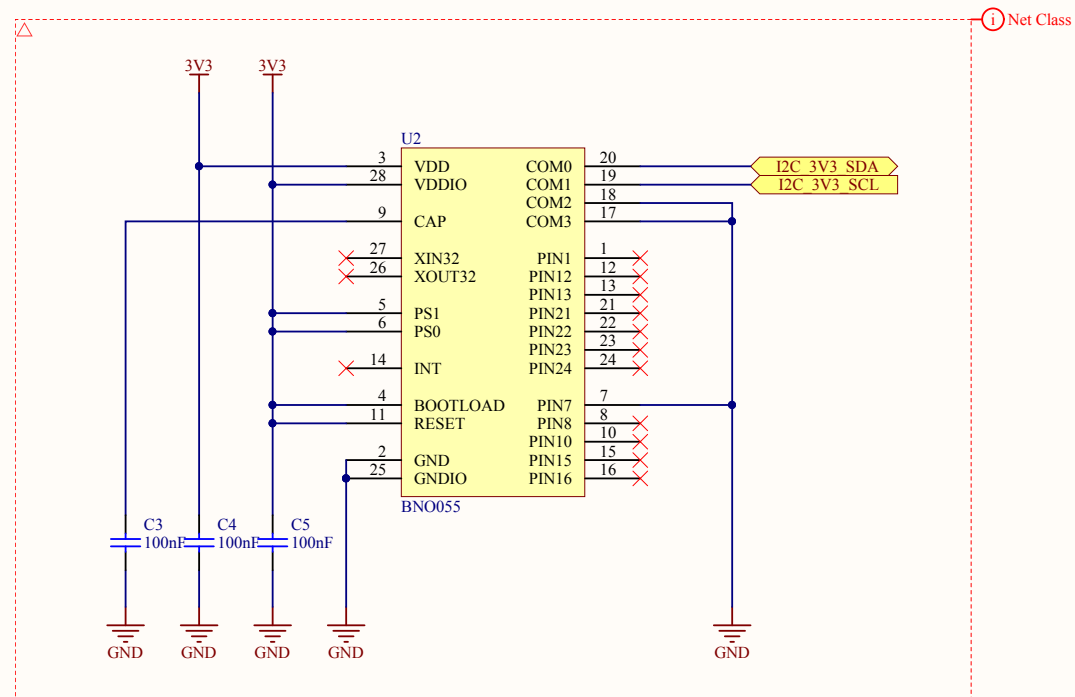 Net Class
3V3 3V3
U2
3 VDD COM0 20 I2C_3V3_SDA
28 VDDIO COM1 19 I2C_3V3_SCL
COM2 18
9 CAP COM3 17
27 XIN32 PIN1 1
26 XOUT32 PIN12 12
PIN13 13
5 PS1 PIN21 21
6 PS0 PIN22 22
PIN23 23
14 INT PIN24 24
4 BOOTLOAD PIN7 7
11 RESET PIN8 8
PIN10 10
2 GND PIN15 15
25 GNDIO PIN16 16
BNO055
C3 C4 C5
100nF 100nF 100nF
GND GND GND GND GND